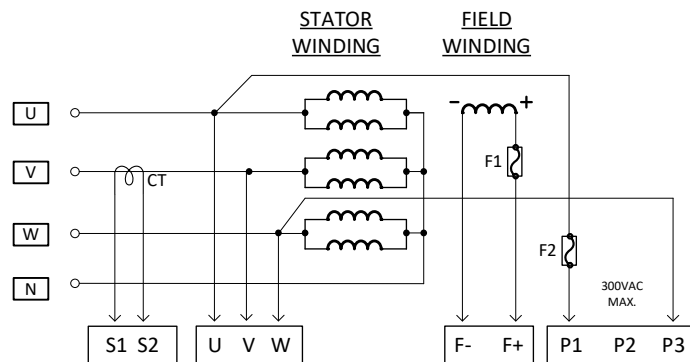 STATOR WINDING
FIELD WINDING
U
- +
V
CT
F1
W
F2
N
300VAC MAX.
S1 S2
U V W
F- F+
P1 P2 P3